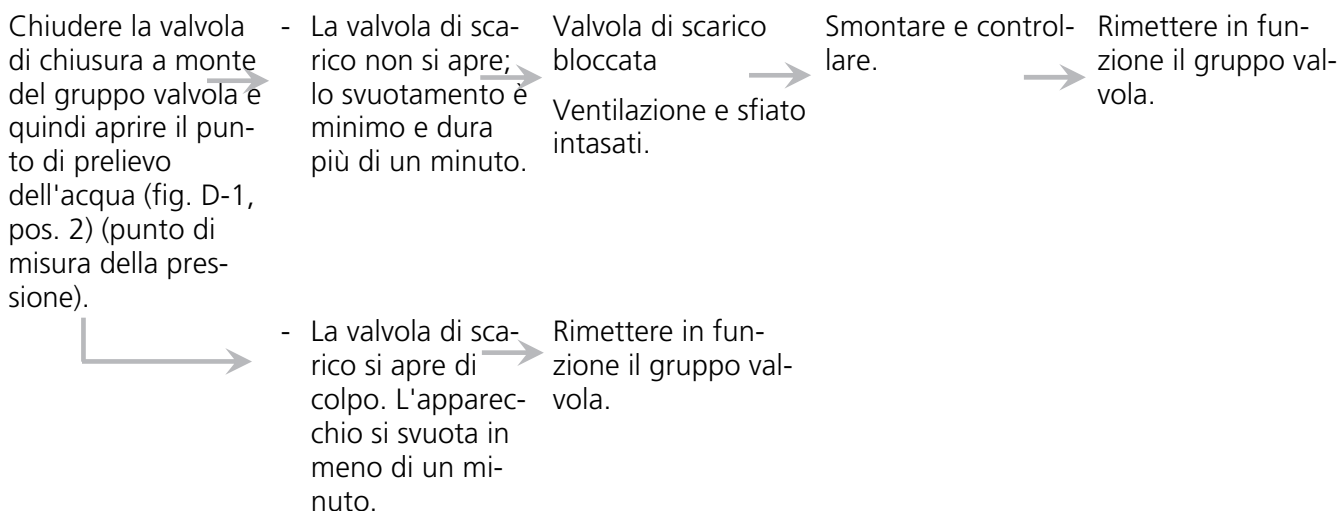 Chiudere la valvola
di chiusura a monte
del gruppo valvola e
quindi aprire il pun-
to di prelievo
dell'acqua (fig. D-1,
pos. 2) (punto di
misura della pres-
sione).
- La valvola di sca-
rico non si apre;
lo svuotamento è
minimo e dura
più di un minuto.
Valvola di scarico
bloccata
Ventilazione e sfiato
intasati.
Smontare e control-
lare.
Rimettere in fun-
zione il gruppo val-
vola.
- La valvola di sca-
rico si apre di
colpo. L'apparec-
chio si svuota in
meno di un mi-
nuto.
Rimettere in fun-
zione il gruppo val-
vola.